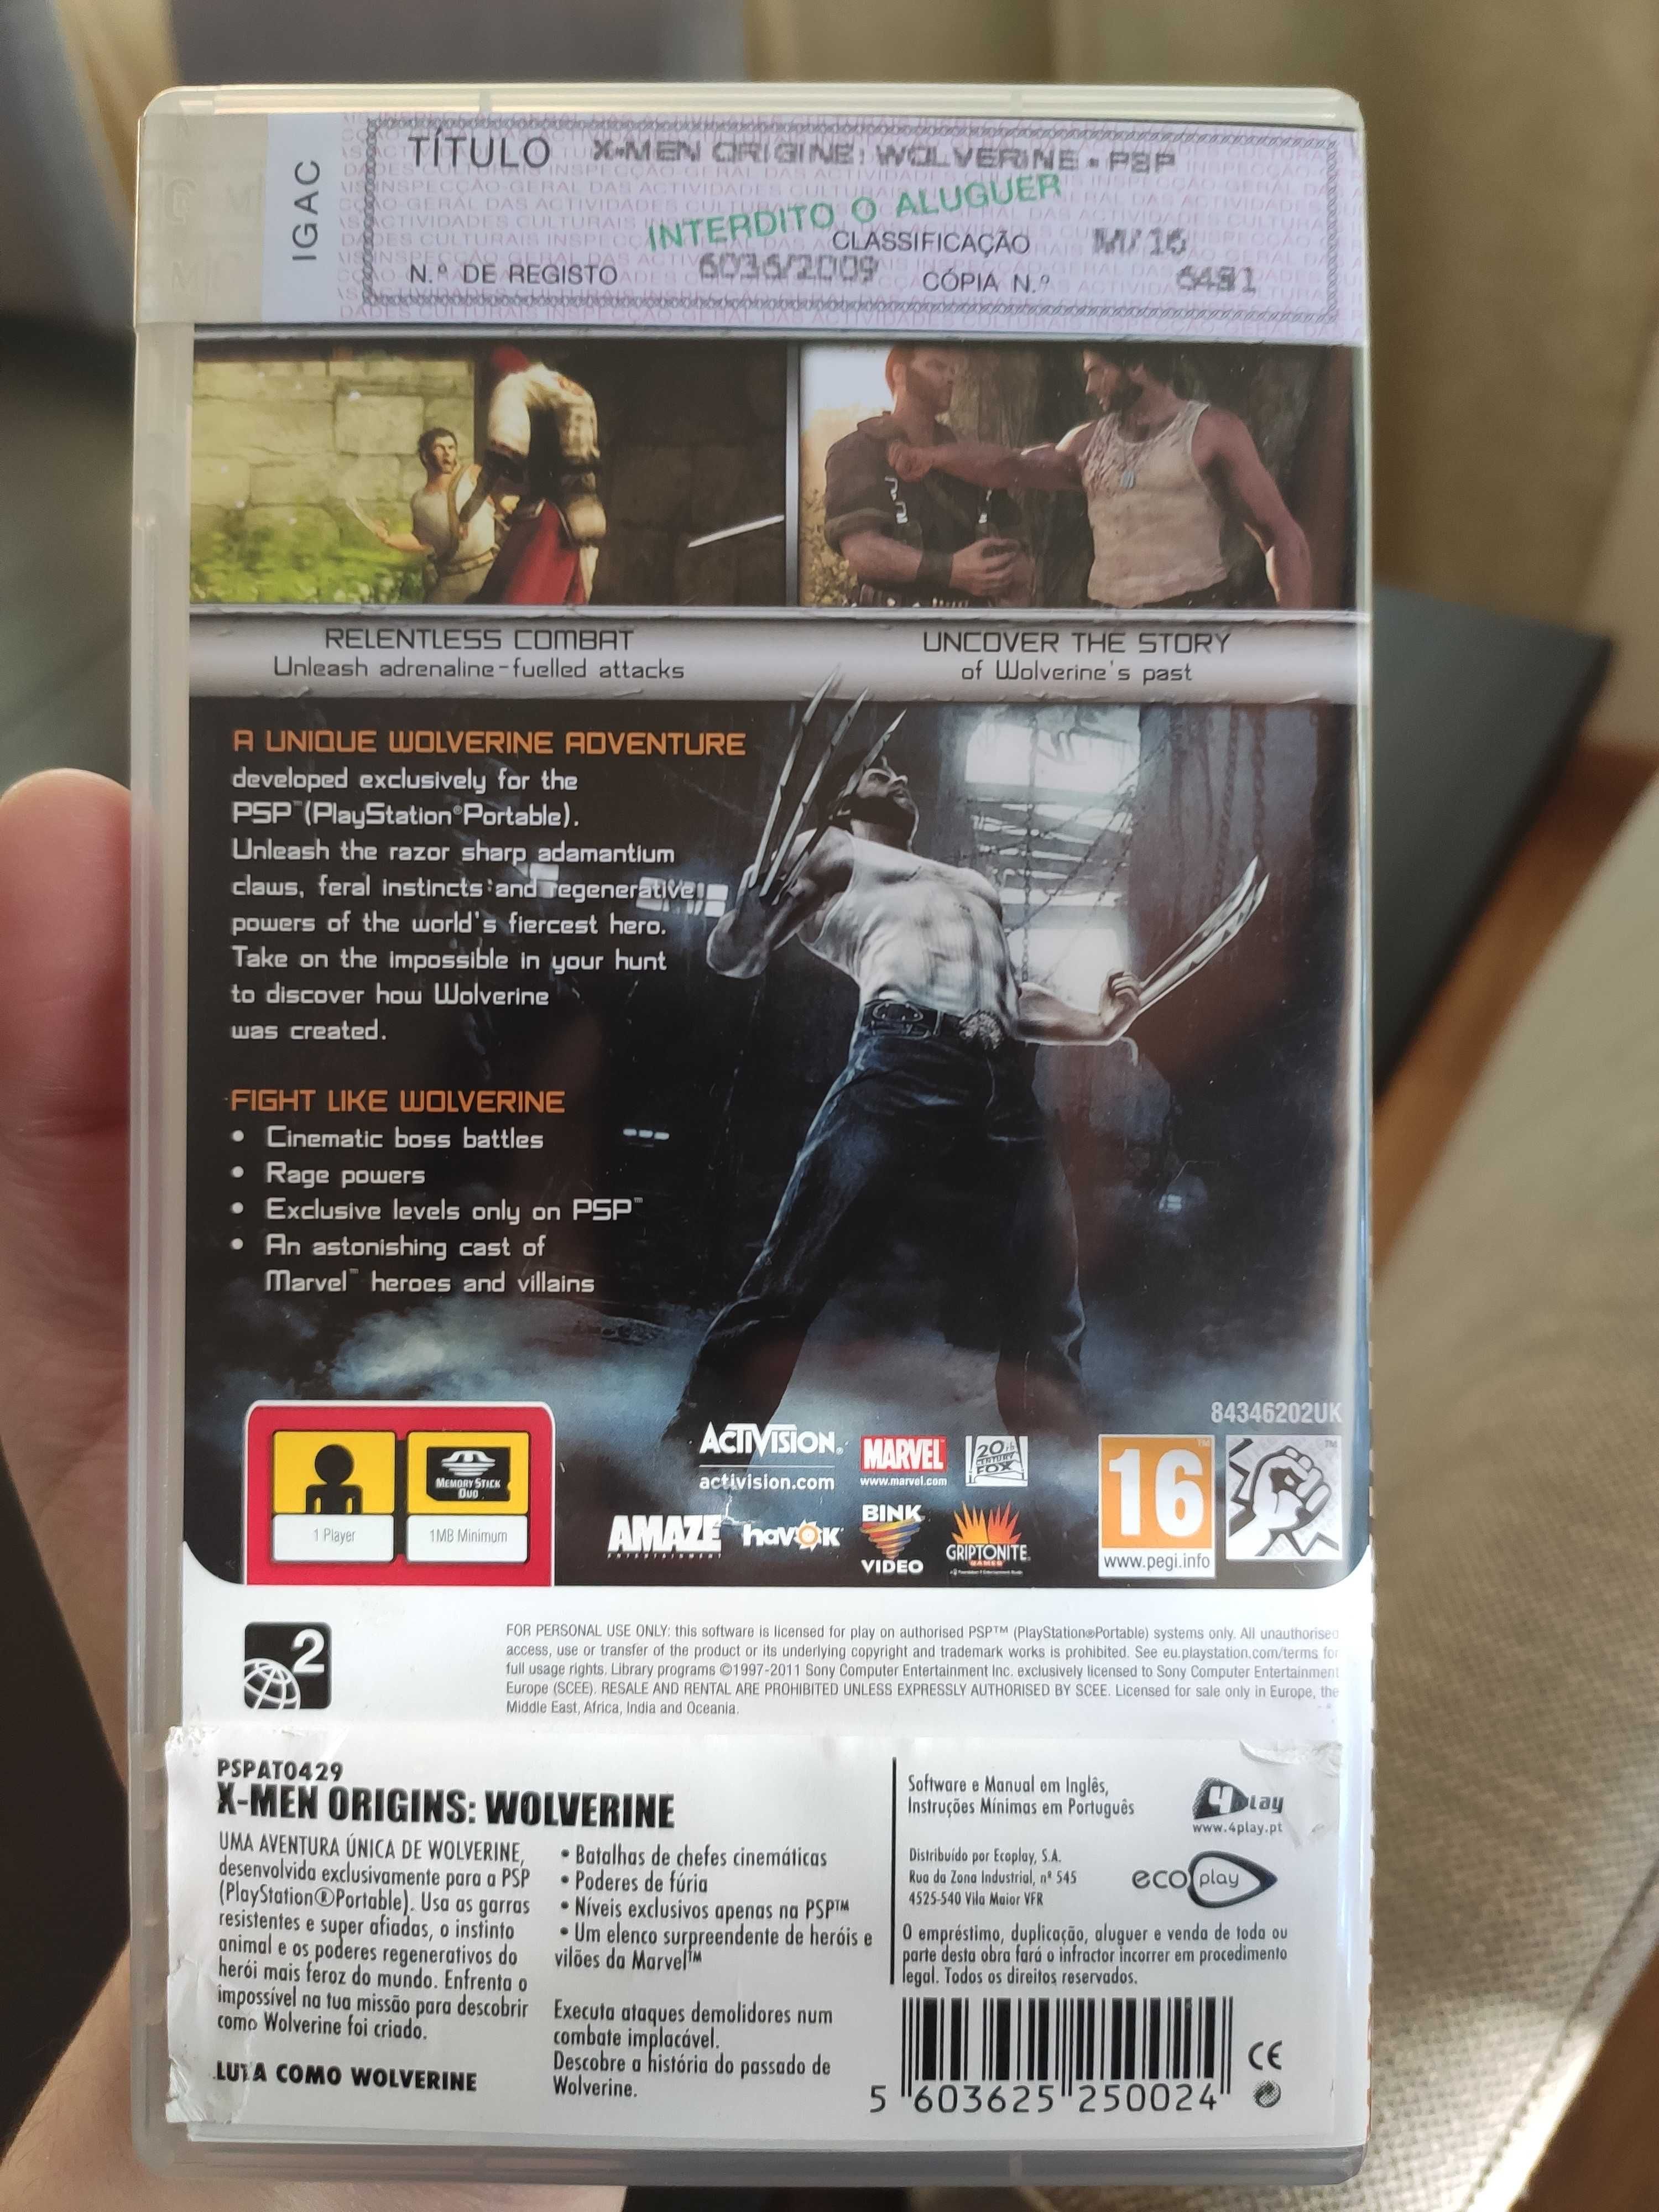 IGAC
TÍTULO X-MEN ORIGINE: WOLVERINE - PSP
INTERDITO O ALUGUER
CLASSIFICAÇÃO M/16
N.º DE REGISTO 6036/2009 CÓPIA N.º 6481
RELENTLESS COMBAT
Unleash adrenaline-fuelled attacks
UNCOVER THE STORY
of Wolverine's past
A UNIQUE WOLVERINE ADVENTURE
developed exclusively for the
PSP™(PlayStation®Portable).
Unleash the razor sharp adamantium
claws, feral instincts and regenerative
powers of the world's fiercest hero.
Take on the impossible in your hunt
to discover how Wolverine
was created.
FIGHT LIKE WOLVERINE
• Cinematic boss battles
• Rage powers
• Exclusive levels only on PSP™
• An astonishing cast of
Marvel™ heroes and villains
84346202UK
MEMORY STICK
DUO
1 Player
1MB Minimum
ACTIVISION®
activision.com
MARVEL
www.marvel.com
20th
CENTURY
FOX
AMAZE
ENTERTAINMENT
havok
BINK
VIDEO
GRIPTONITE
GAMES
16
www.pegi.info
2
FOR PERSONAL USE ONLY: this software is licensed for play on authorised PSP™ (PlayStation®Portable) systems only. All unauthorised
access, use or transfer of the product or its underlying copyright and trademark works is prohibited. See eu.playstation.com/terms for
full usage rights. Library programs ©1997-2011 Sony Computer Entertainment Inc. exclusively licensed to Sony Computer Entertainment
Europe (SCEE). RESALE AND RENTAL ARE PROHIBITED UNLESS EXPRESSLY AUTHORISED BY SCEE. Licensed for sale only in Europe, the
Middle East, Africa, India and Oceania.
PSPAT0429
X-MEN ORIGINS: WOLVERINE
UMA AVENTURA ÚNICA DE WOLVERINE,
desenvolvida exclusivamente para a PSP
(PlayStation®Portable). Usa as garras
resistentes e super afiadas, o instinto
animal e os poderes regenerativos do
herói mais feroz do mundo. Enfrenta o
impossível na tua missão para descobrir
como Wolverine foi criado.
LUTA COMO WOLVERINE
• Batalhas de chefes cinemáticas
• Poderes de fúria
• Níveis exclusivos apenas na PSP™
• Um elenco surpreendente de heróis e
vilões da Marvel™
Executa ataques demolidores num
combate implacável.
Descobre a história do passado de
Wolverine.
Software e Manual em Inglês,
Instruções Mínimas em Português
4Play
www.4play.pt
Distribuído por Ecoplay, S.A.
Rua da Zona Industrial, nº 545
4525-540 Vila Maior VFR
eco play
O empréstimo, duplicação, aluguer e venda de toda ou
parte desta obra fará o infractor incorrer em procedimento
legal. Todos os direitos reservados.
CE
5 603625 250024